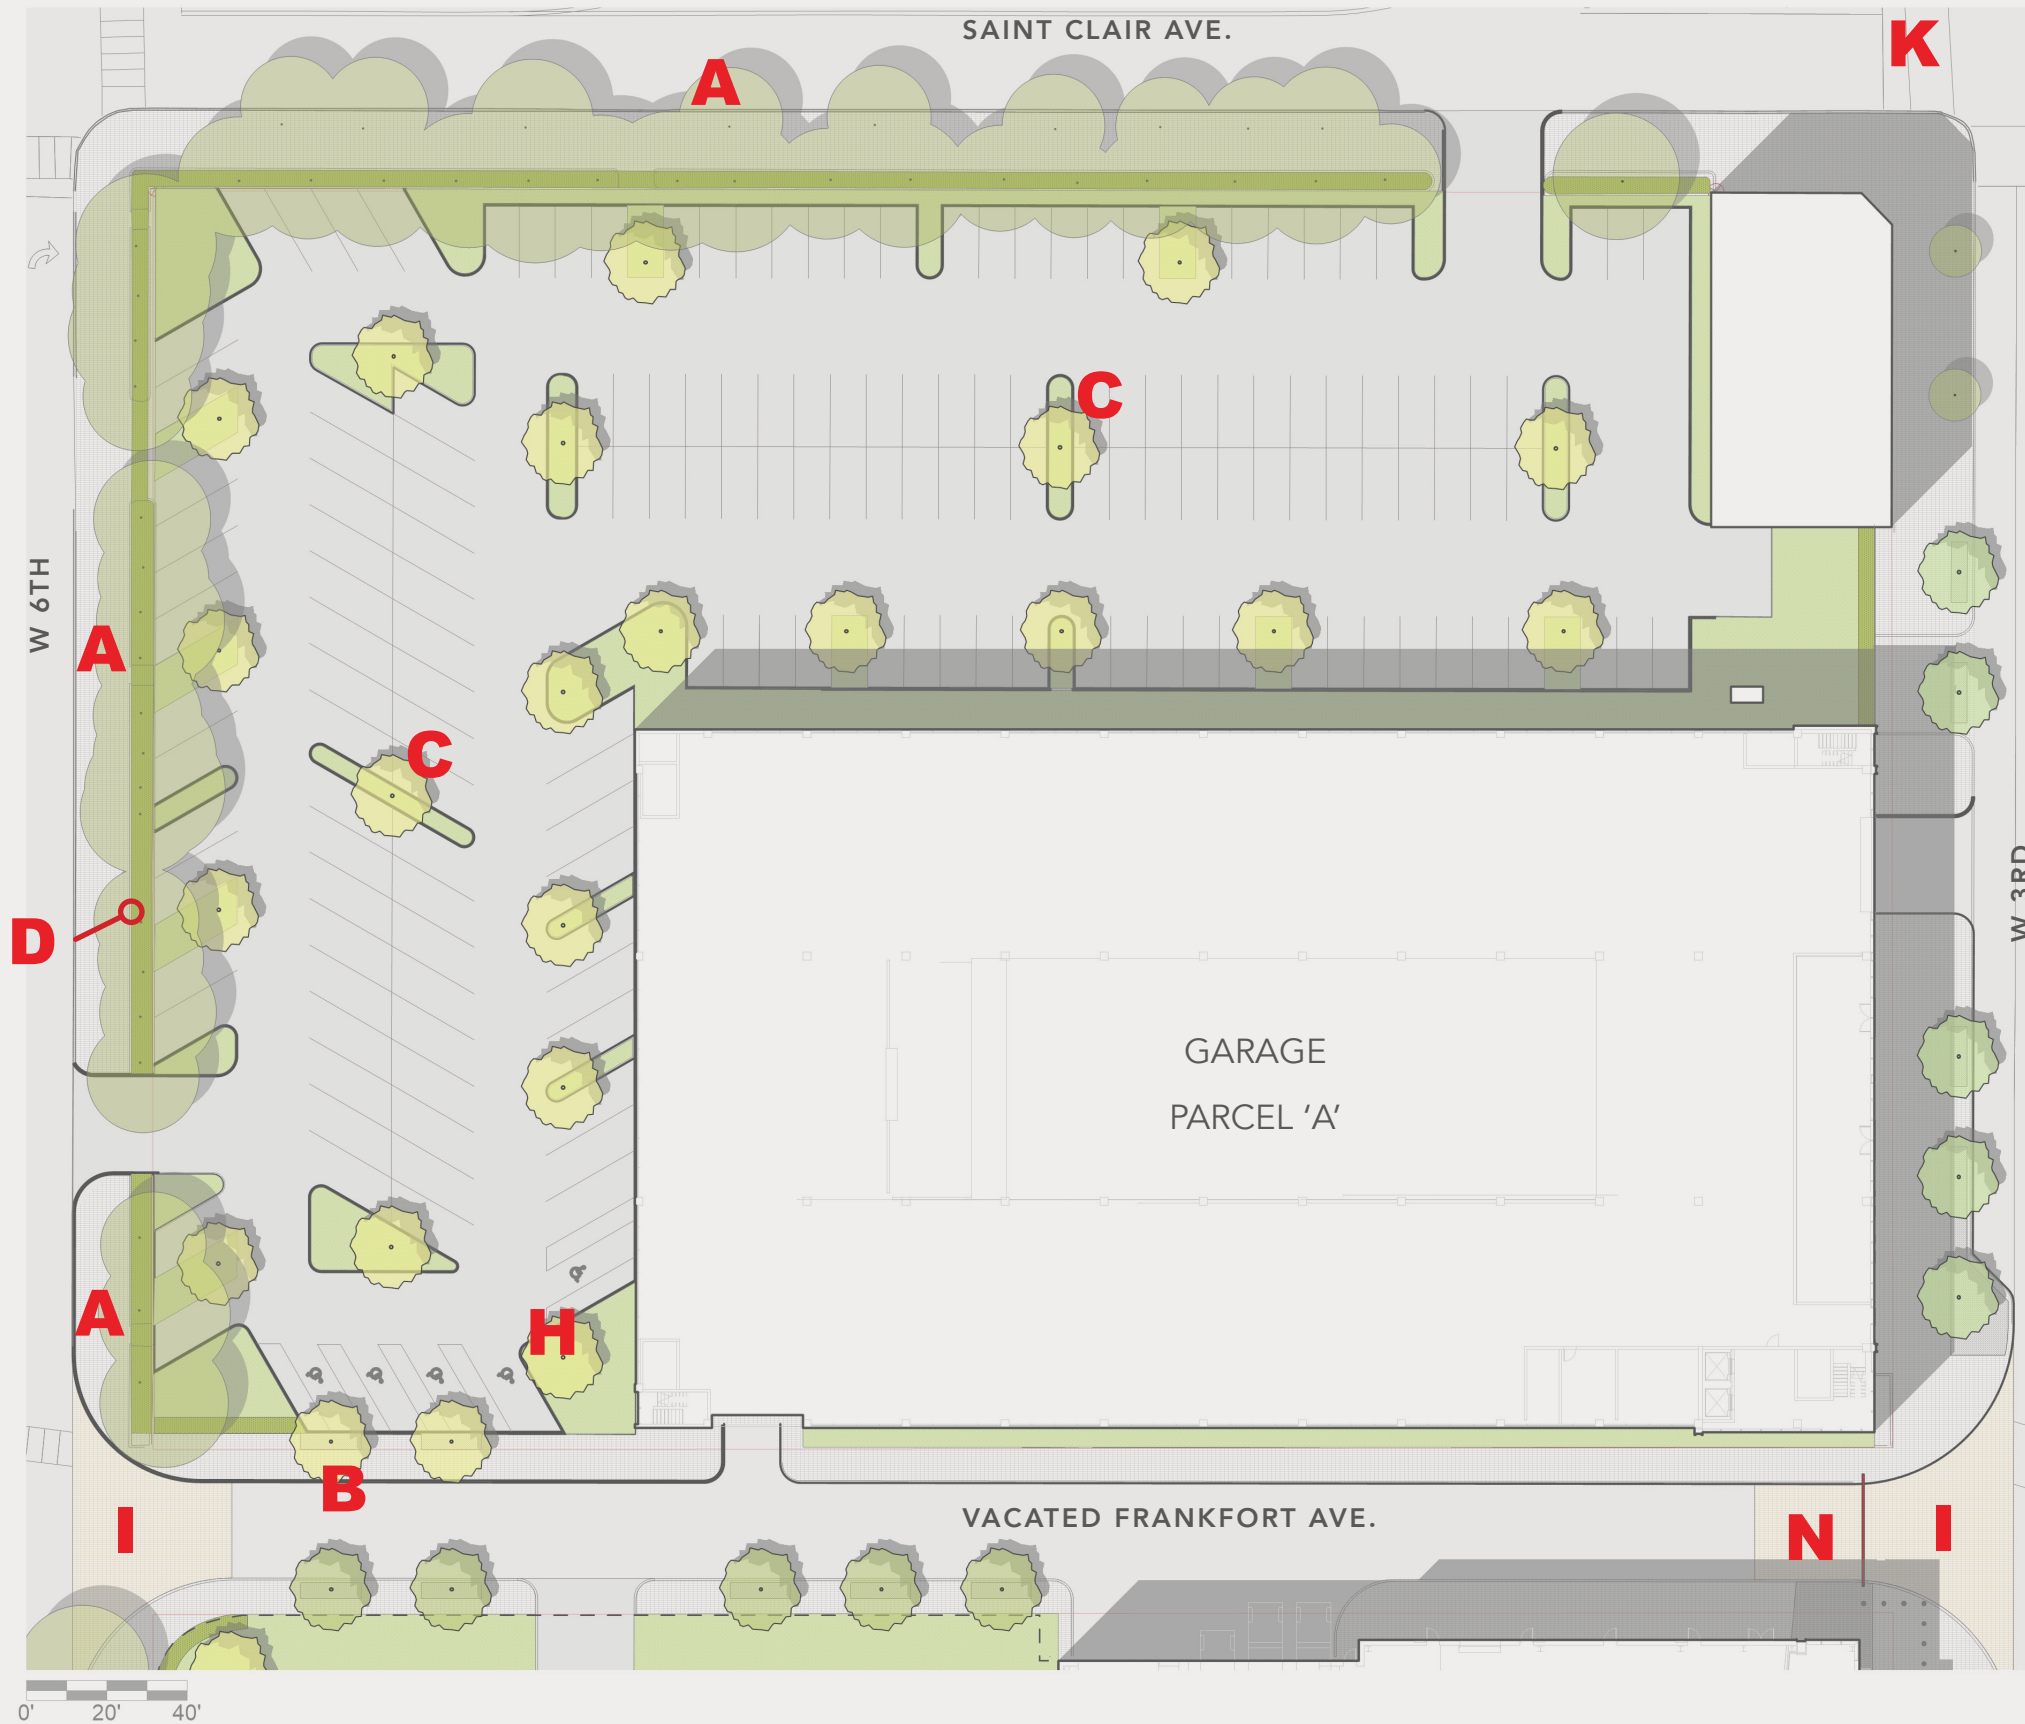 SAINT CLAIR AVE.
K
A
C
W 6TH
A
C
W 3RD
D
GARAGE
PARCEL ‘A’
A
H
B
I
VACATED FRANKFORT AVE.
N
I
0' 20' 40'